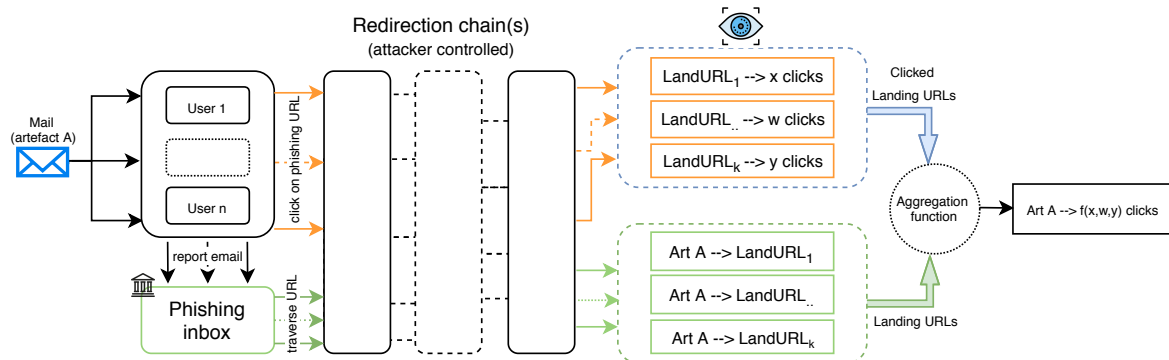 Redirection chain(s)
(attacker controlled)
Mail
(artefact A)
User 1
User n
click on phishing URL
report email
Phishing
inbox
traverse URL
LandURL₁ --> x clicks
LandURL.. --> w clicks
LandURLₖ --> y clicks
Art A --> LandURL₁
Art A --> LandURL..
Art A --> LandURLₖ
Clicked
Landing URLs
Aggregation
function
Landing URLs
Art A --> f(x,w,y) clicks